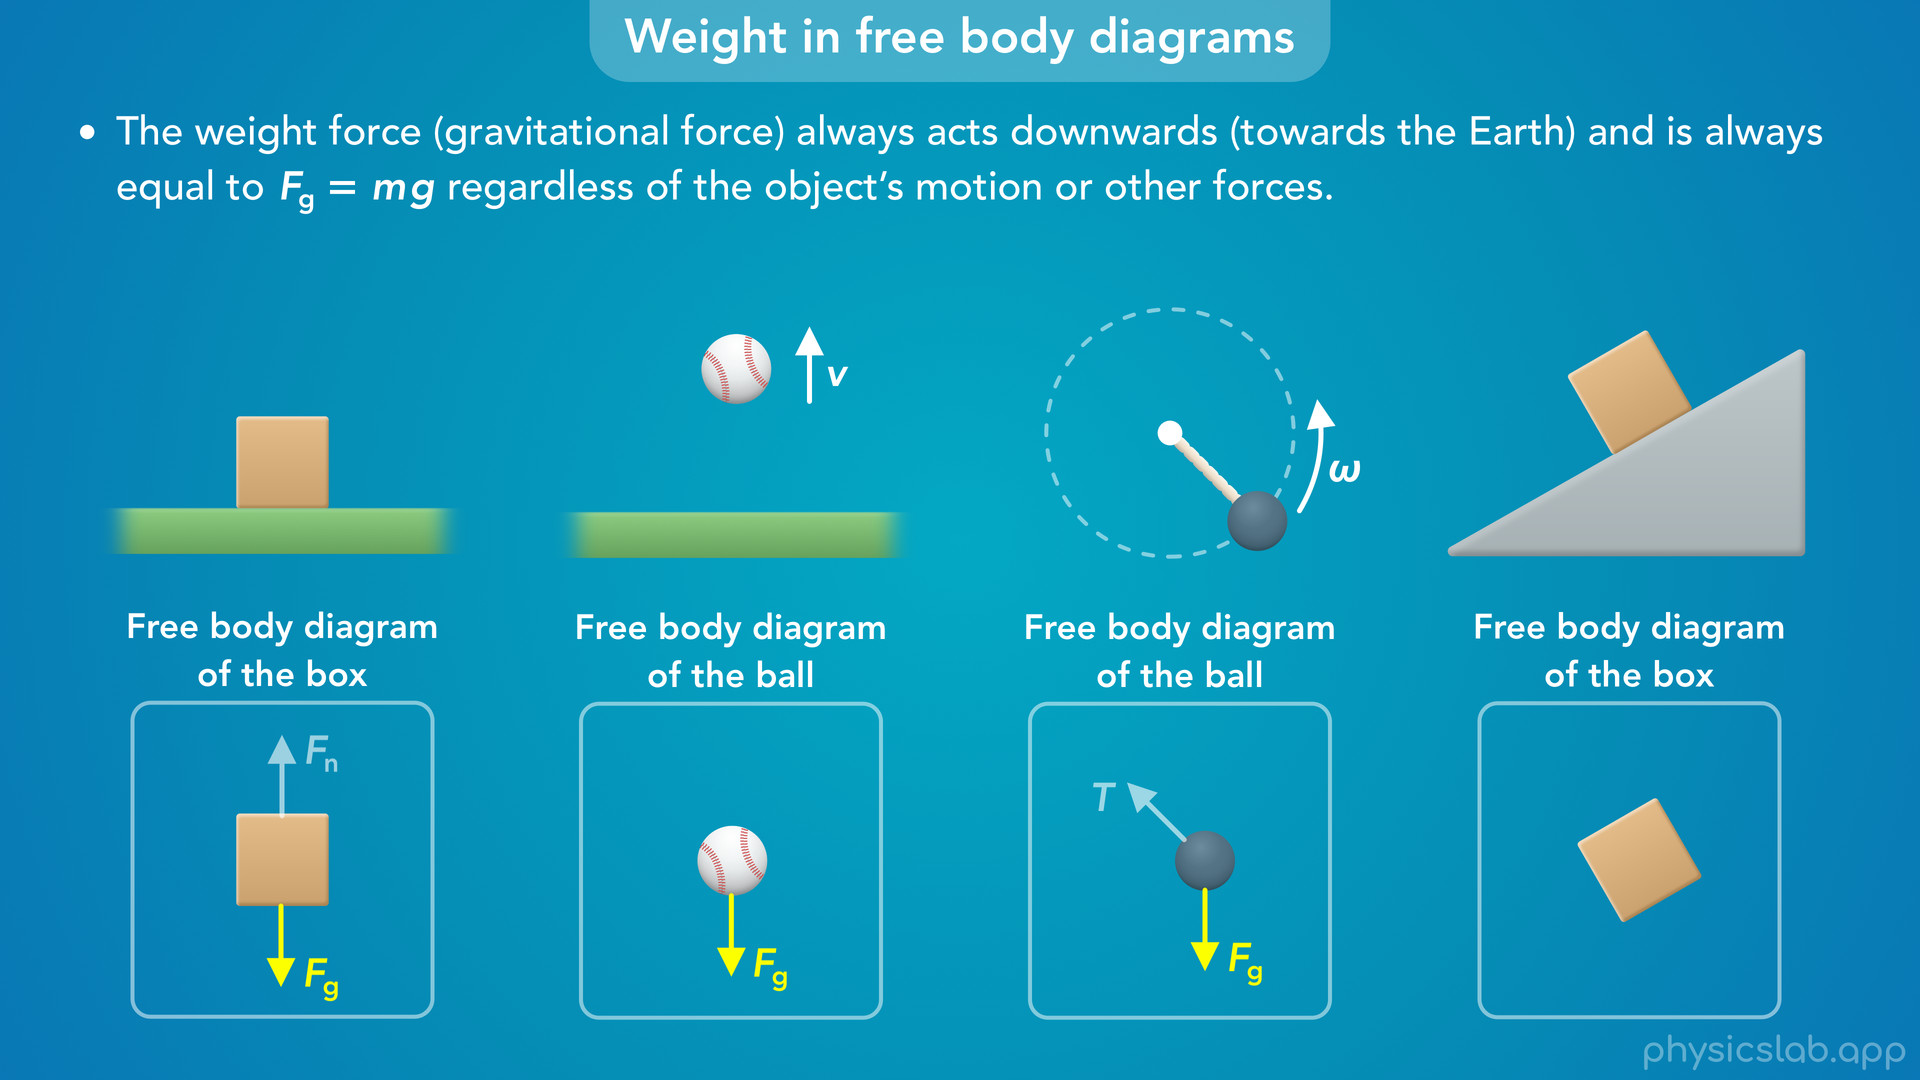 Weight in free body diagrams
• The weight force (gravitational force) always acts downwards (towards the Earth) and is always
equal to Fg = mg regardless of the object’s motion or other forces.
v
ω
Free body diagram
of the box
Free body diagram
of the ball
Free body diagram
of the ball
Free body diagram
of the box
Fn
Fg
Fg
T
Fg
physicslab.app